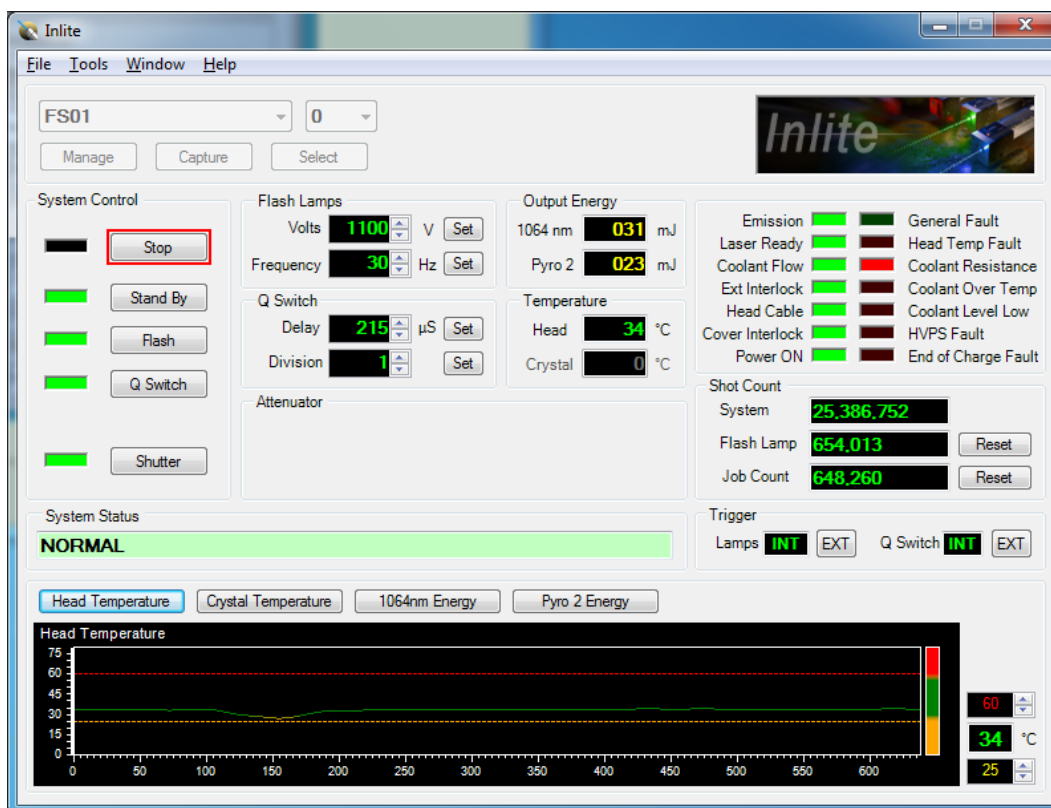 Inlite
File Tools Window Help
FS01 0
Manage Capture Select
Inlite
System Control
Stop
Stand By
Flash
Q Switch
Shutter
Flash Lamps
Volts 1100 V Set
Frequency 30 Hz Set
Q Switch
Delay 215 µS Set
Division 1 Set
Attenuator
Output Energy
1064 nm 031 mJ
Pyro 2 023 mJ
Temperature
Head 34 °C
Crystal 0 °C
Emission General Fault
Laser Ready Head Temp Fault
Coolant Flow Coolant Resistance
Ext Interlock Coolant Over Temp
Head Cable Coolant Level Low
Cover Interlock HVPS Fault
Power ON End of Charge Fault
Shot Count
System 25,386,752
Flash Lamp 654,013 Reset
Job Count 648,260 Reset
System Status
NORMAL
Trigger
Lamps INT EXT Q Switch INT EXT
Head Temperature Crystal Temperature 1064nm Energy Pyro 2 Energy
Head Temperature
75
60
45
30
15
0
0 50 100 150 200 250 300 350 400 450 500 550 600
60
34 °C
25